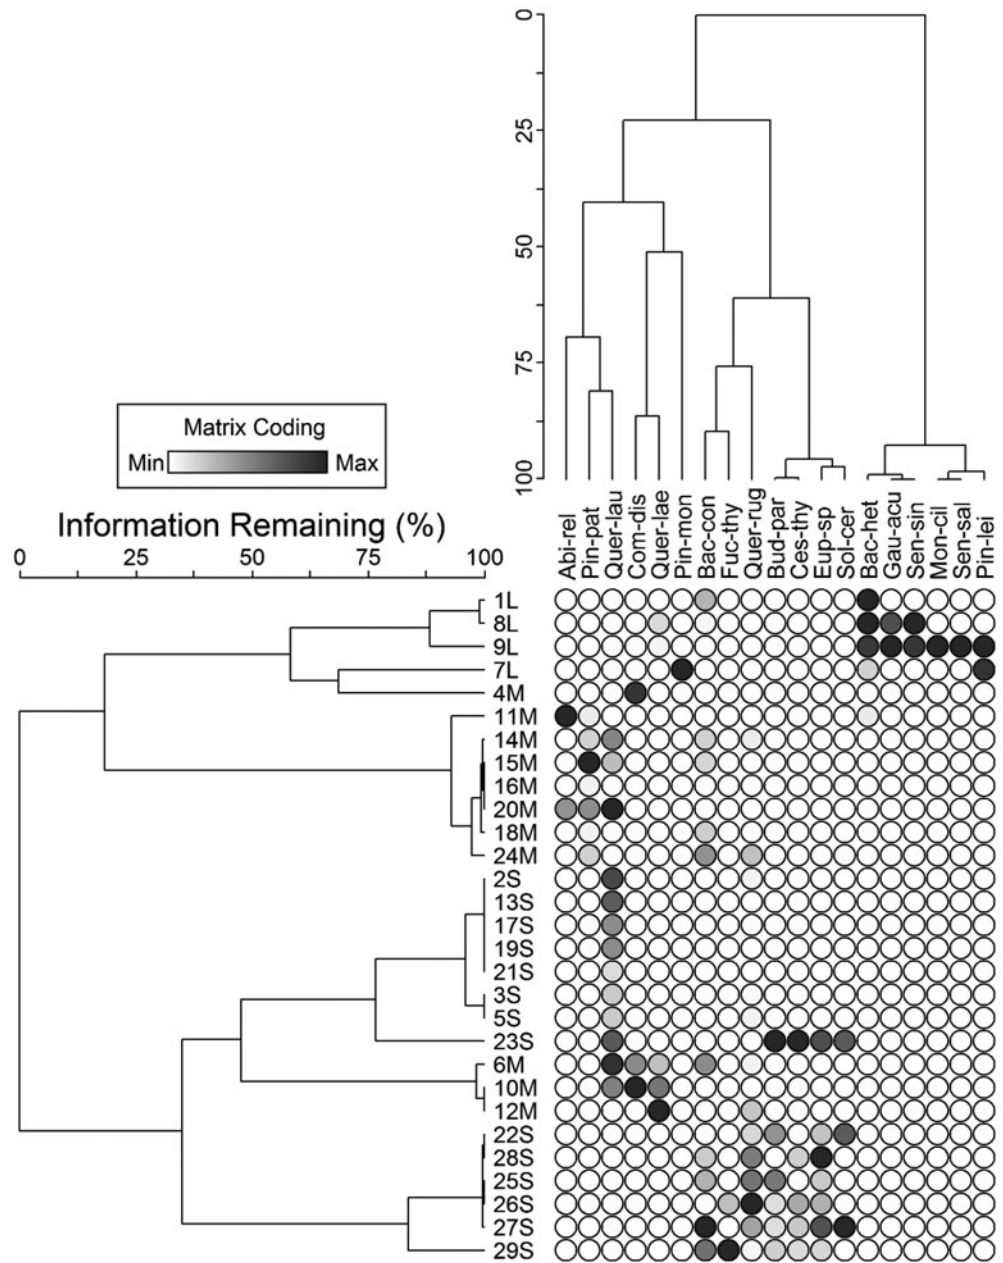 0
25
50
75
100
Matrix Coding
Min Max
Information Remaining (%)
0 25 50 75 100
Abi-rel
Pin-pat
Quer-lau
Com-dis
Quer-lae
Pin-mon
Bac-con
Fuc-thy
Quer-rug
Bud-par
Ces-thy
Eup-sp
Sol-cer
Bac-het
Gau-acu
Sen-sin
Mon-cil
Sen-sal
Pin-lei
1L
8L
9L
7L
4M
11M
14M
15M
16M
20M
18M
24M
2S
13S
17S
19S
21S
3S
5S
23S
6M
10M
12M
22S
28S
25S
26S
27S
29S